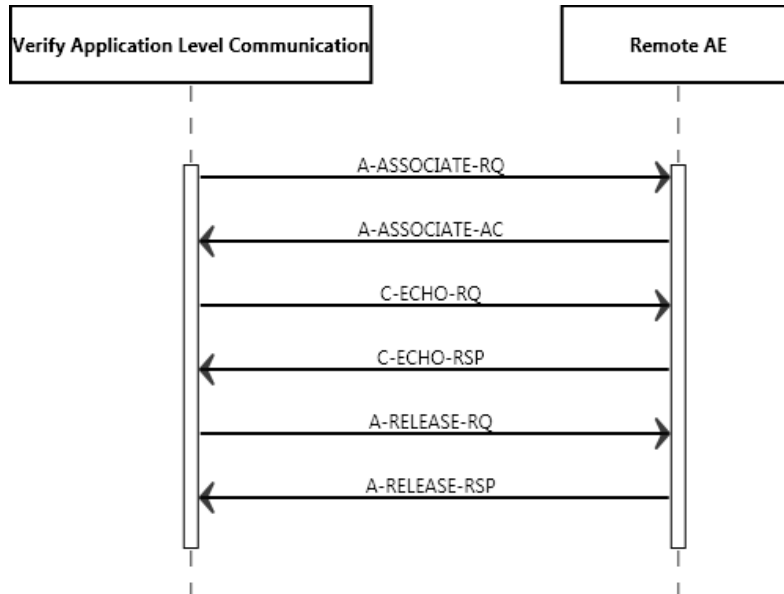 Verify Application Level Communication
Remote AE
A-ASSOCIATE-RQ
A-ASSOCIATE-AC
C-ECHO-RQ
C-ECHO-RSP
A-RELEASE-RQ
A-RELEASE-RSP